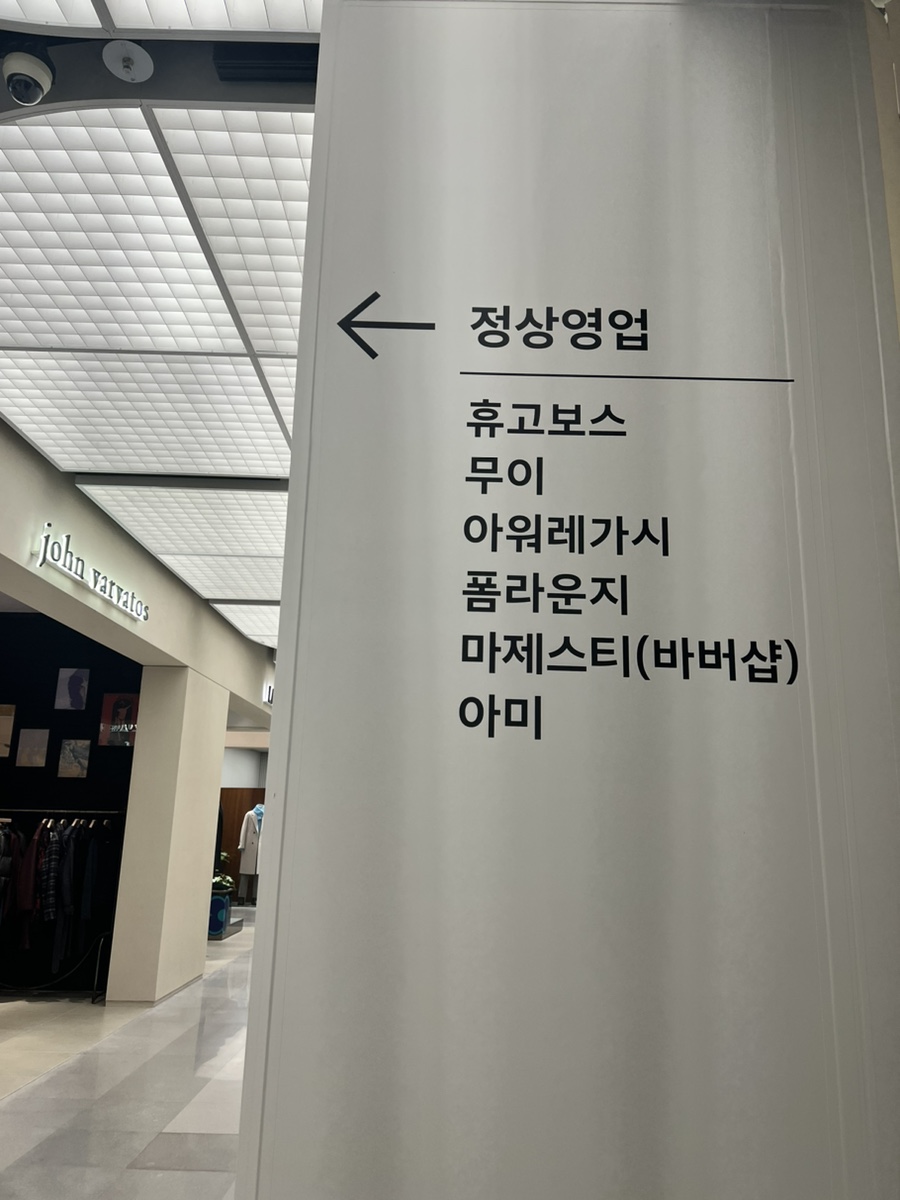 정상영업
휴고보스
무이
아워레가시
폼라운지
마제스티(바버샵)
아미
john varvatos